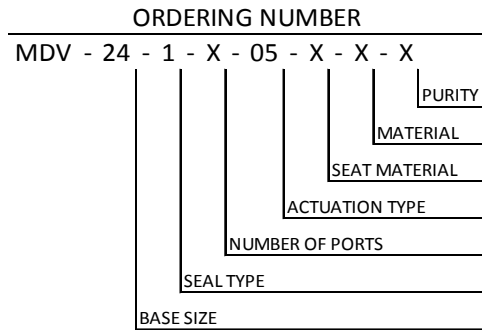 ORDERING NUMBER
MDV - 24 - 1 - X - 05 - X - X - X
PURITY
MATERIAL
SEAT MATERIAL
ACTUATION TYPE
NUMBER OF PORTS
SEAL TYPE
BASE SIZE